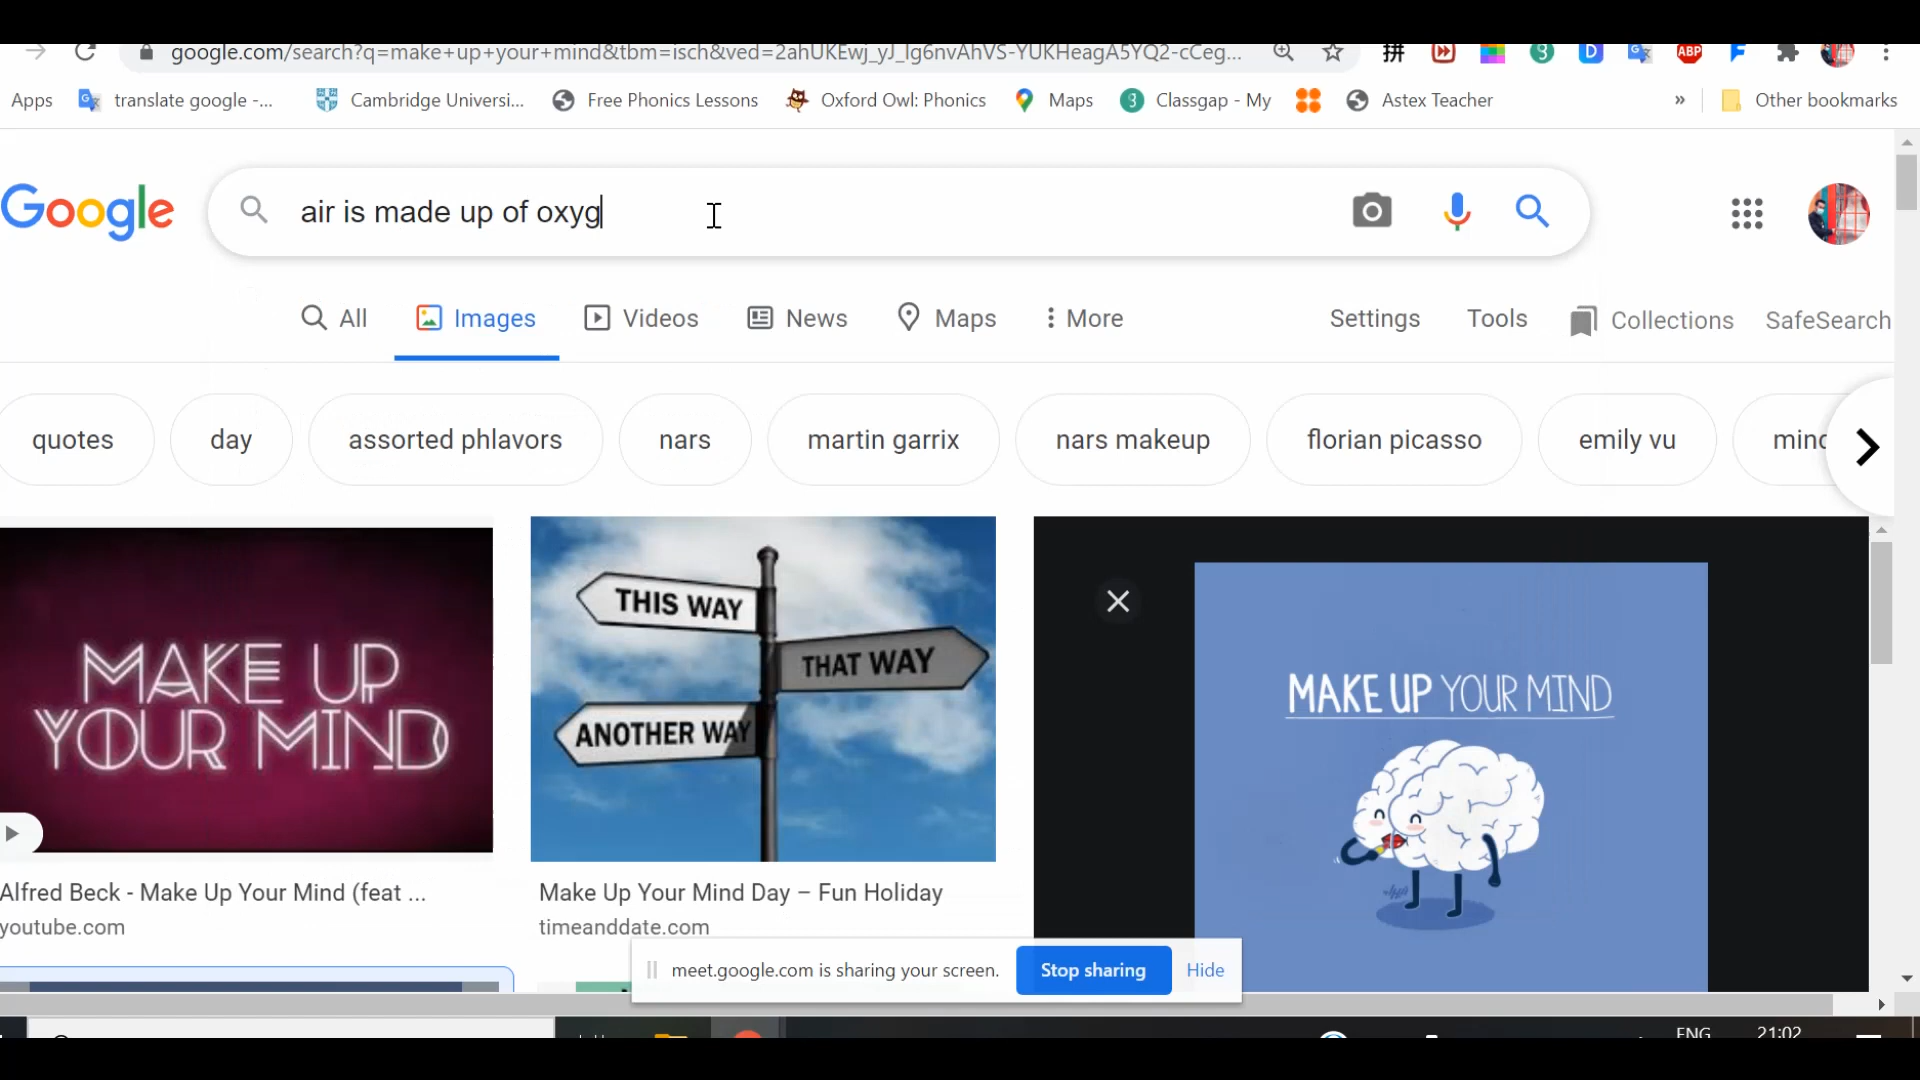 google.com/search?q=make+up+your+mind&tbm=isch&ved=2ahUKEwj_yJ_Ig6nvAhVS-YUKHeagA5YQ2-cCeg...
ABP
Apps translate google -... Cambridge Universi... Free Phonics Lessons Oxford Owl: Phonics Maps Classgap - My Astex Teacher » Other bookmarks
Google air is made up of oxyg
All Images Videos News Maps More Settings Tools Collections SafeSearch
quotes day assorted phlavors nars martin garrix nars makeup florian picasso emily vu
MAKE UP
YOUR MIND
THIS WAY
THAT WAY
ANOTHER WAY
MAKE UP YOUR MIND
Alfred Beck - Make Up Your Mind (feat ...
youtube.com
Make Up Your Mind Day – Fun Holiday
timeanddate.com
meet.google.com is sharing your screen. Stop sharing Hide
ENG 21:02